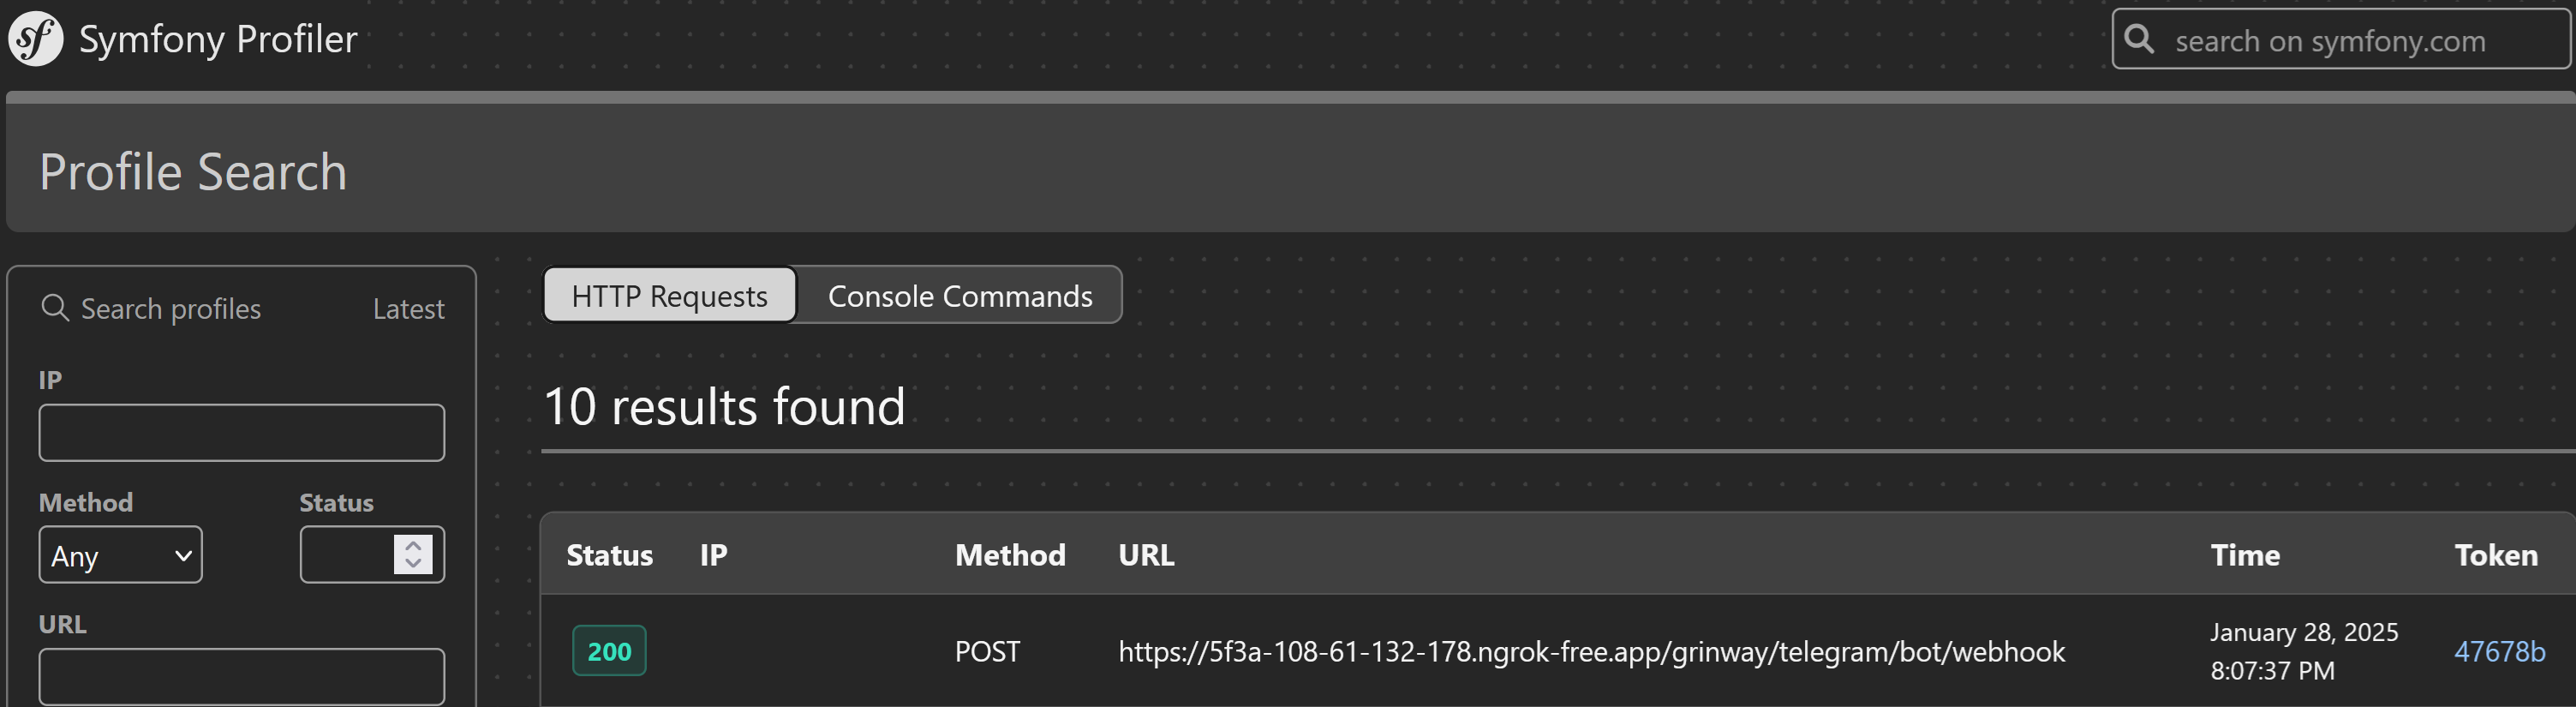 Symfony Profiler
search on symfony.com
Profile Search
Search profiles Latest
IP
Method Status
Any
URL
HTTP Requests Console Commands
10 results found
Status IP Method URL Time Token
200 POST https://5f3a-108-61-132-178.ngrok-free.app/grinway/telegram/bot/webhook January 28, 2025 47678b
8:07:37 PM